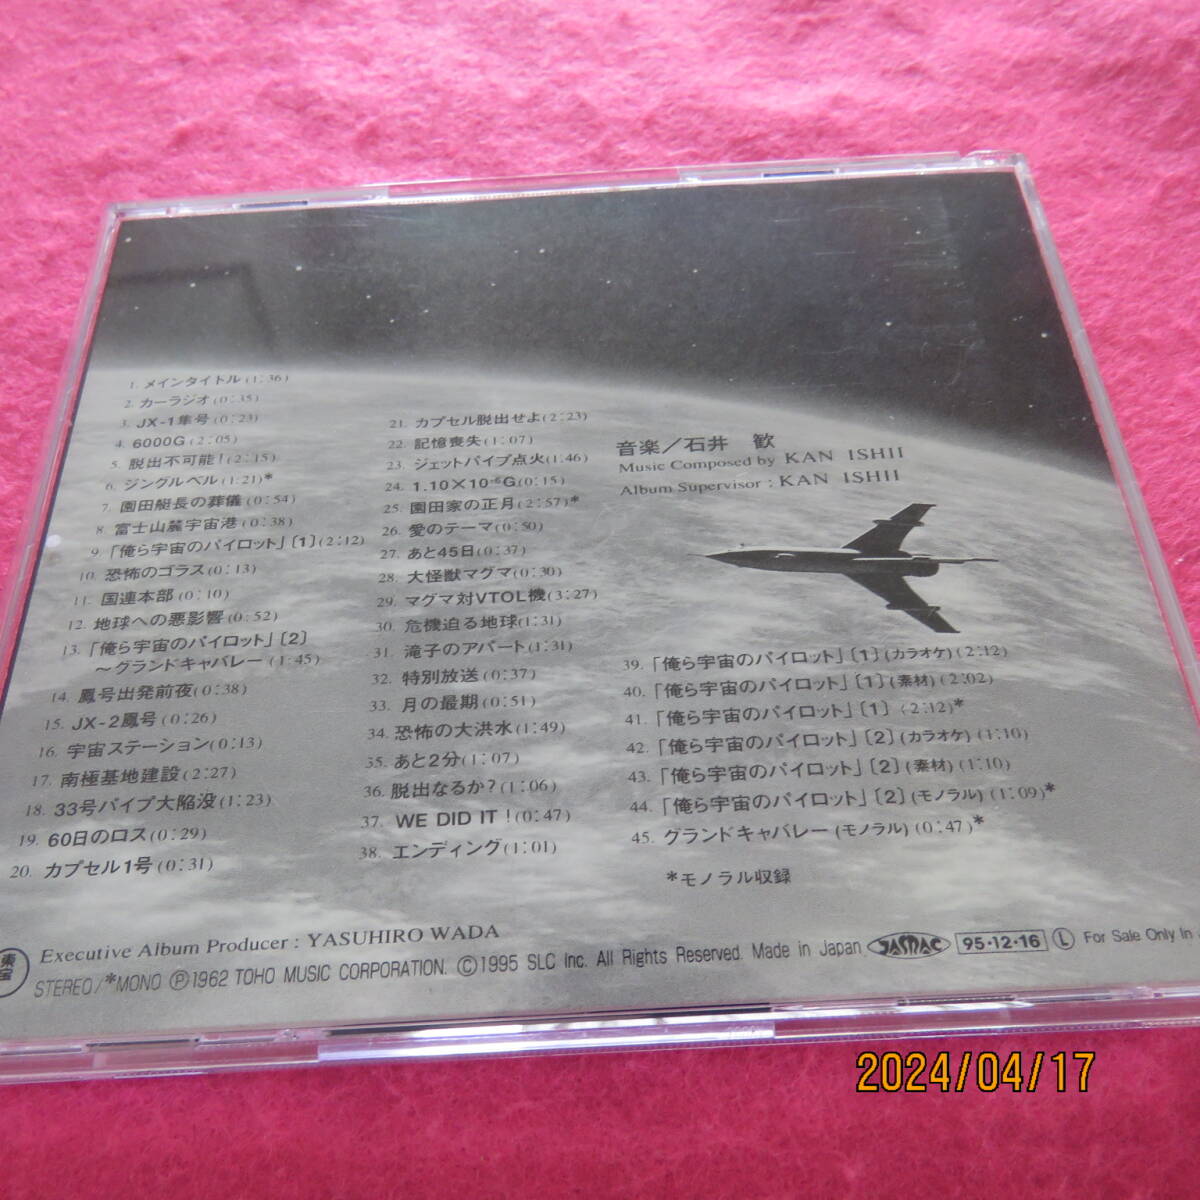 1. メインタイトル(1:36)
2. カーラジオ(0:35)
3. JX-1隼号(0:23)
4. 6000G(2:05)
5. 脱出不可能!(2:15)
6. ジングルベル(1:21)*
7. 園田艇長の葬儀(0:54)
8. 富士山麓宇宙港(0:38)
9. 「俺ら宇宙のパイロット」〔1〕(2:12)
10. 恐怖のゴラス(0:13)
11. 国連本部(0:10)
12. 地球への悪影響(0:52)
13. 「俺ら宇宙のパイロット」〔2〕
〜グランドキャバレー(1:45)
14. 鳳号出発前夜(0:38)
15. JX-2鳳号(0:26)
16. 宇宙ステーション(0:13)
17. 南極基地建設(2:27)
18. 33号パイプ大陥没(1:23)
19. 60日のロス(0:29)
20. カプセル1号(0:31)
21. カプセル脱出せよ(2:23)
22. 記憶喪失(1:07)
23. ジェットパイプ点火(1:46)
24. 1.10×10⁻⁶G(0:15)
25. 園田家の正月(2:57)*
26. 愛のテーマ(0:50)
27. あと45日(0:37)
28. 大怪獣マグマ(0:30)
29. マグマ対VTOL機(3:27)
30. 危機迫る地球(1:31)
31. 滝子のアパート(1:31)
32. 特別放送(0:37)
33. 月の最期(0:51)
34. 恐怖の大洪水(1:49)
35. あと2分(1:07)
36. 脱出なるか?(1:06)
37. WE DID IT!(0:47)
38. エンディング(1:01)
音楽/石井 歓
Music Composed by KAN ISHII
Album Supervisor : KAN ISHII
39. 「俺ら宇宙のパイロット」〔1〕(カラオケ)(2:12)
40. 「俺ら宇宙のパイロット」〔1〕(素材)(2:02)
41. 「俺ら宇宙のパイロット」〔1〕(2:12)*
42. 「俺ら宇宙のパイロット」〔2〕(カラオケ)(1:10)
43. 「俺ら宇宙のパイロット」〔2〕(素材)(1:10)
44. 「俺ら宇宙のパイロット」〔2〕(モノラル)(1:09)*
45. グランドキャバレー(モノラル)(0:47)*
*モノラル収録
東宝
Executive Album Producer : YASUHIRO WADA
STEREO/*MONO Ⓟ1962 TOHO MUSIC CORPORATION. Ⓒ1995 SLC Inc. All Rights Reserved. Made in Japan. JASRAC 95・12・16 Ⓛ For Sale Only In
2024/04/17